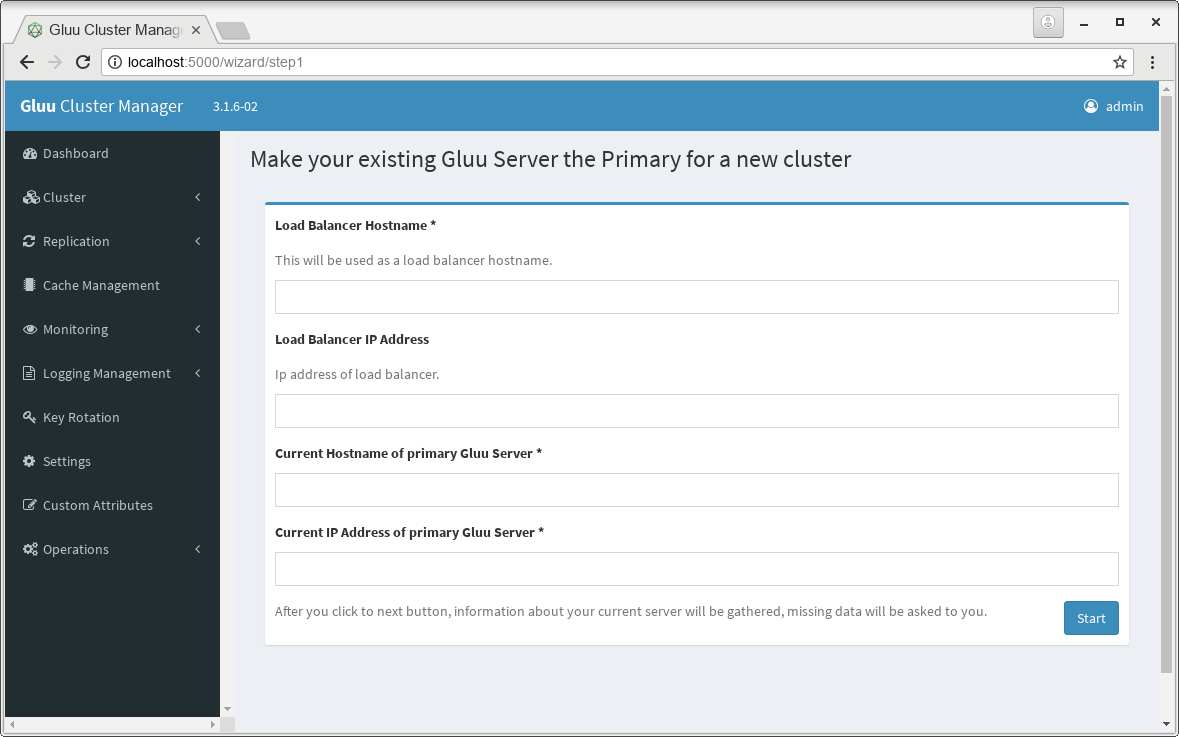 Gluu Cluster Manag
localhost:5000/wizard/step1
Gluu Cluster Manager 3.1.6-02 admin
Dashboard
Cluster
Replication
Cache Management
Monitoring
Logging Management
Key Rotation
Settings
Custom Attributes
Operations
Make your existing Gluu Server the Primary for a new cluster
Load Balancer Hostname *
This will be used as a load balancer hostname.
Load Balancer IP Address
Ip address of load balancer.
Current Hostname of primary Gluu Server *
Current IP Address of primary Gluu Server *
After you click to next button, information about your current server will be gathered, missing data will be asked to you.
Start